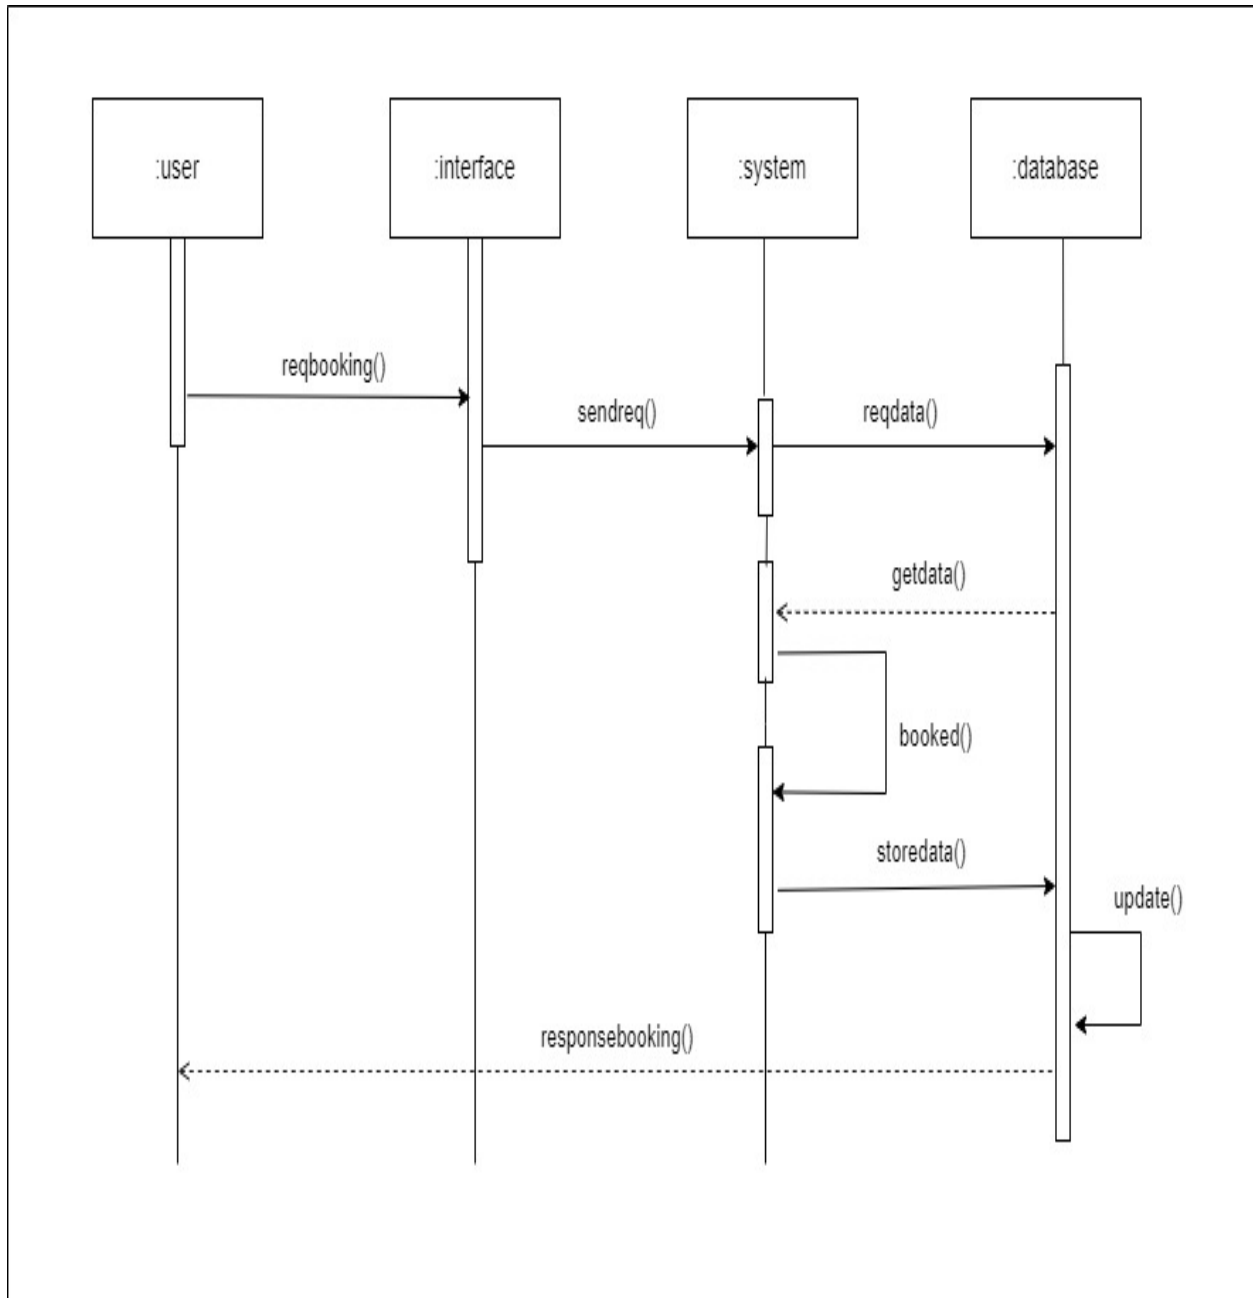 :user
:interface
:system
:database
reqbooking()
sendreq()
reqdata()
getdata()
booked()
storedata()
update()
responsebooking()